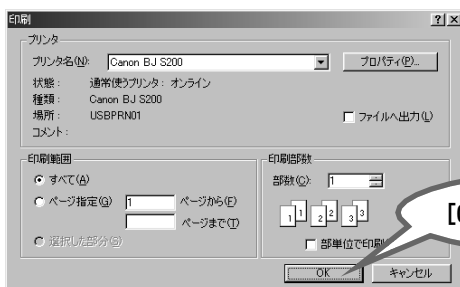 印刷
プリンタ
プリンタ名(N): Canon BJ S200 プロパティ(P)...
状態： 通常使うプリンタ： オンライン
種類： Canon BJ S200
場所： USBPRN01 ファイルへ出力(L)
コメント：
印刷範囲
すべて(A)
ページ指定(G) 1 ページから(F)
ページまで(T)
選択した部分(S)
印刷部数
部数(C): 1
1 1 2 2 3 3
部単位で印刷
OK キャンセル